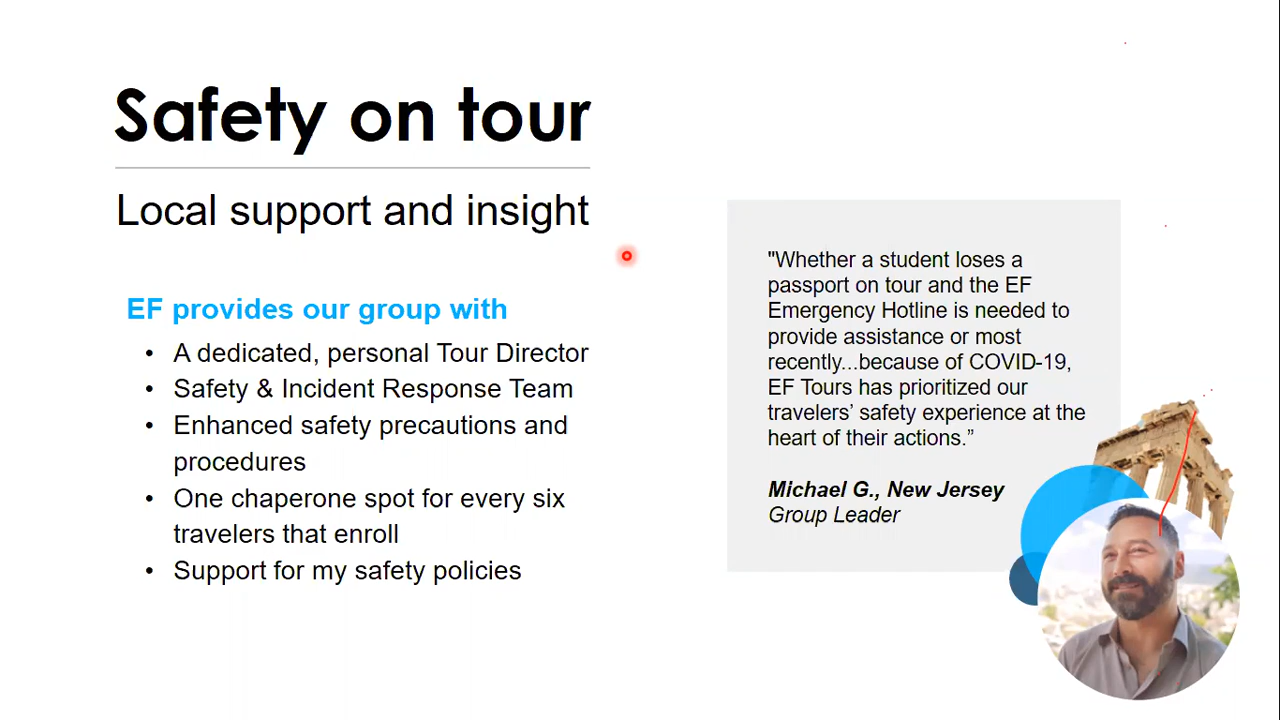 Safety on tour
Local support and insight
EF provides our group with
• A dedicated, personal Tour Director
• Safety & Incident Response Team
• Enhanced safety precautions and
procedures
• One chaperone spot for every six
travelers that enroll
• Support for my safety policies
"Whether a student loses a
passport on tour and the EF
Emergency Hotline is needed to
provide assistance or most
recently...because of COVID-19,
EF Tours has prioritized our
travelers’ safety experience at the
heart of their actions.”
Michael G., New Jersey
Group Leader